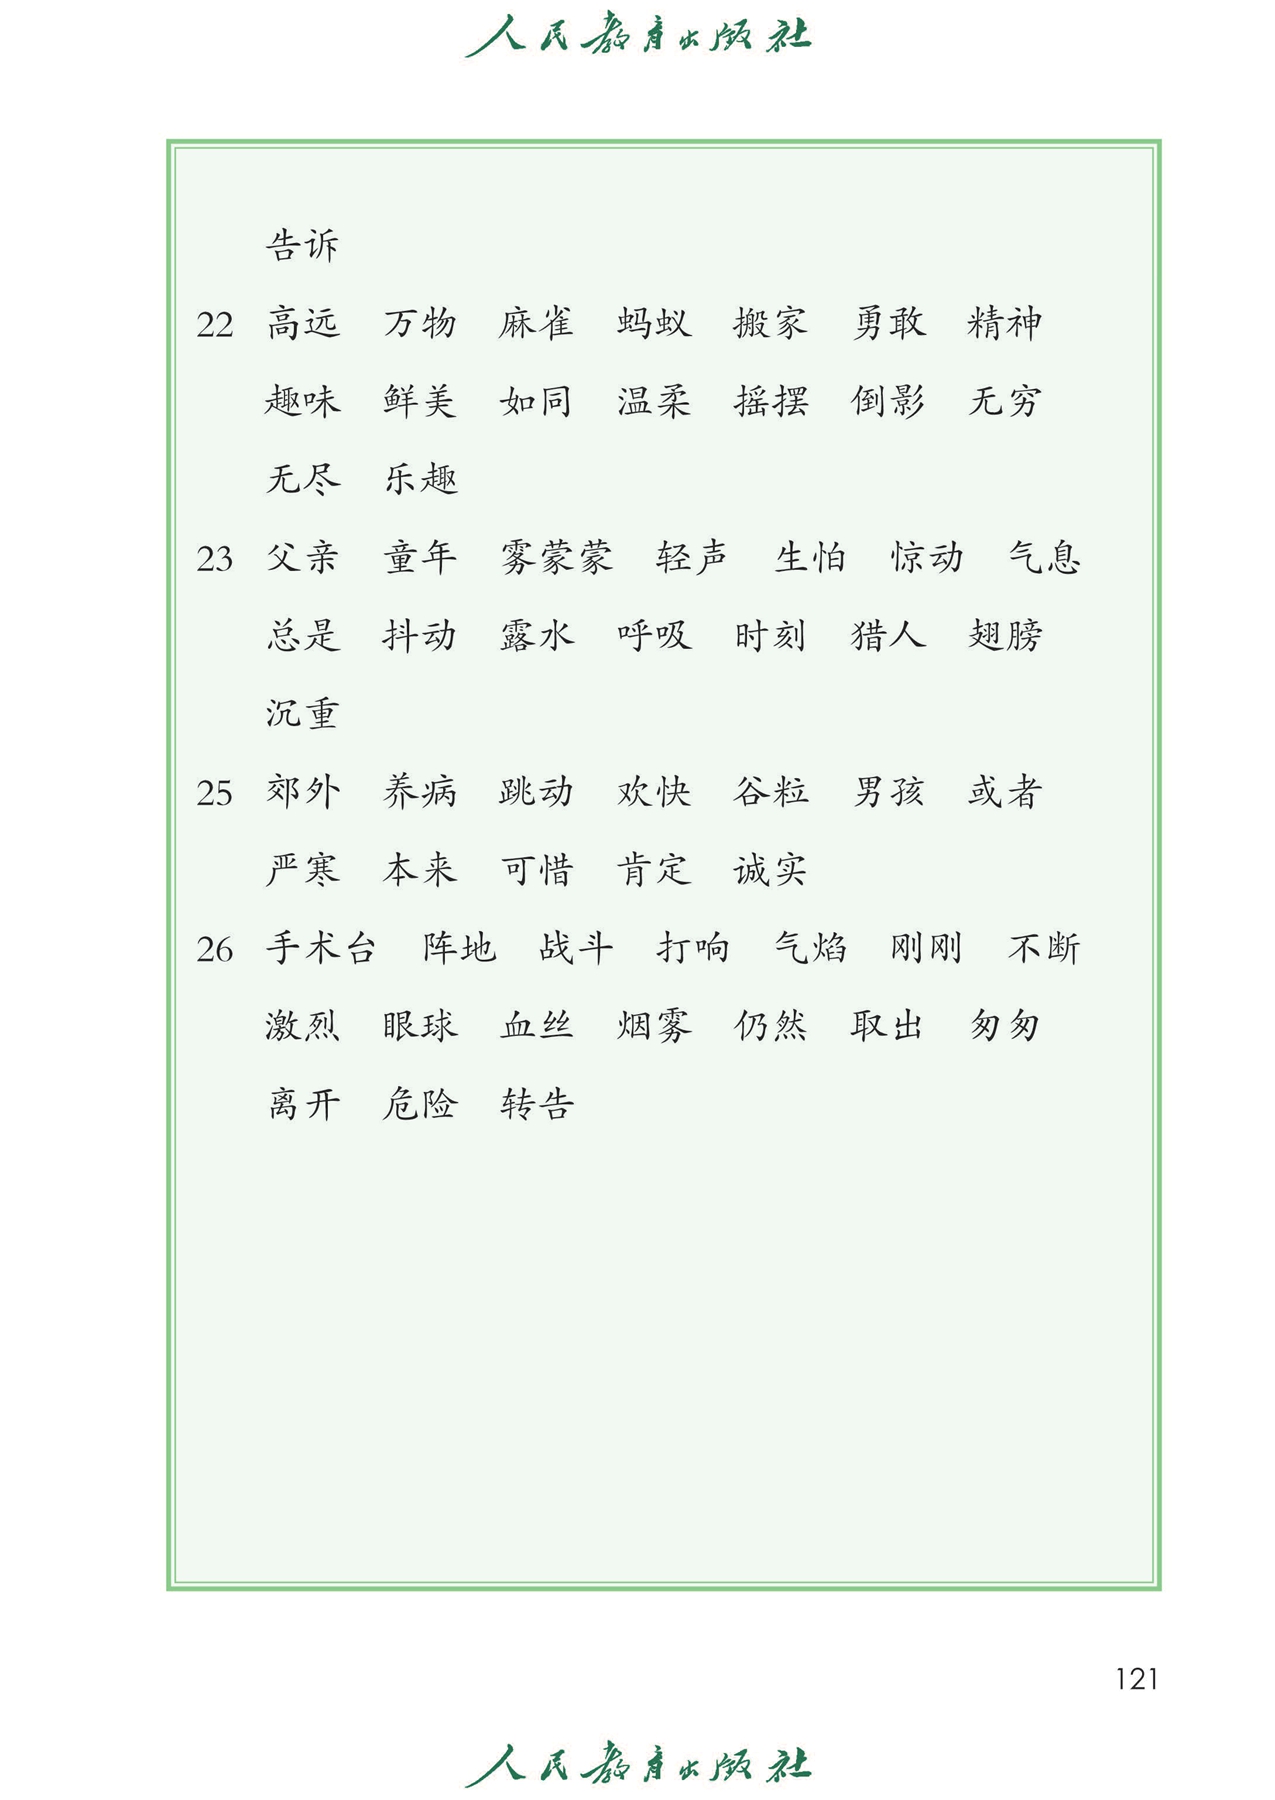 人民教育出版社
告诉
22 高远 万物 麻雀 蚂蚁 搬家 勇敢 精神
趣味 鲜美 如同 温柔 摇摆 倒影 无穷
无尽 乐趣
23 父亲 童年 雾蒙蒙 轻声 生怕 惊动 气息
总是 抖动 露水 呼吸 时刻 猎人 翅膀
沉重
25 郊外 养病 跳动 欢快 谷粒 男孩 或者
严寒 本来 可惜 肯定 诚实
26 手术台 阵地 战斗 打响 气焰 刚刚 不断
激烈 眼球 血丝 烟雾 仍然 取出 匆匆
离开 危险 转告
121
人民教育出版社